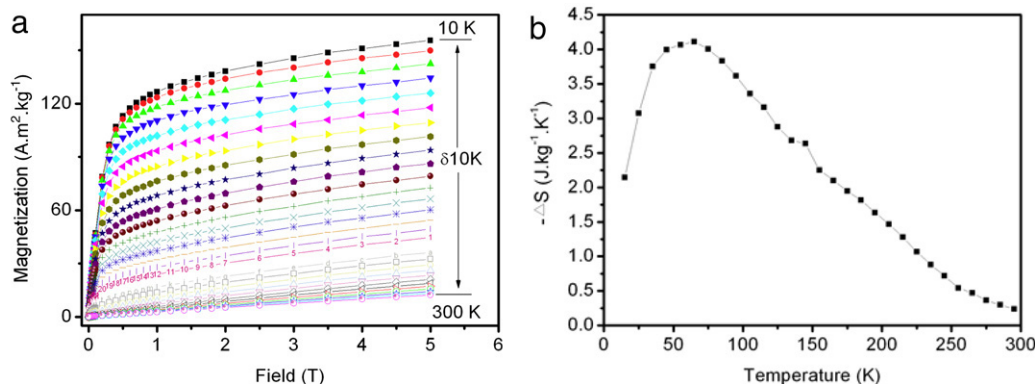 a
10 K
120
60
0
δ10K
300 K
Magnetization (A.m².kg⁻¹)
0 1 2 3 4 5 6
Field (T)
b
-4.5
4.0
3.5
3.0
2.5
2.0
1.5
1.0
0.5
0.0
-△S (J.kg⁻¹.K⁻¹)
0 50 100 150 200 250 300
Temperature (K)